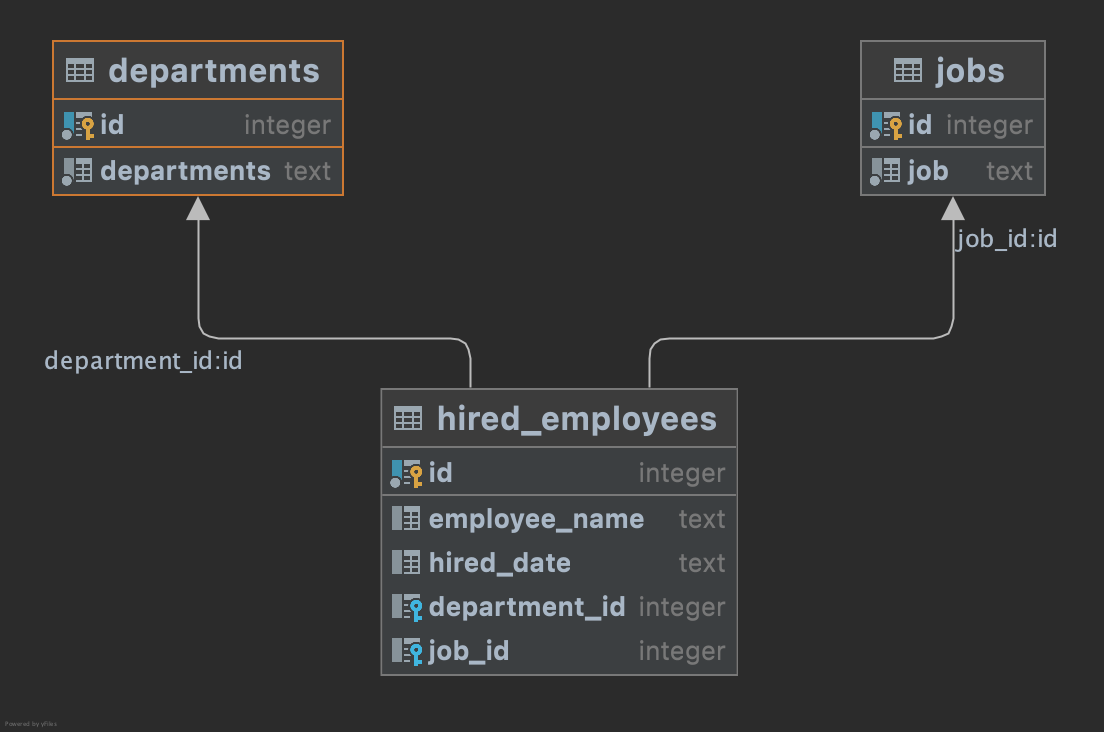 departments
id integer
departments text
jobs
id integer
job text
job_id:id
department_id:id
hired_employees
id integer
employee_name text
hired_date text
department_id integer
job_id integer
Powered by yFiles